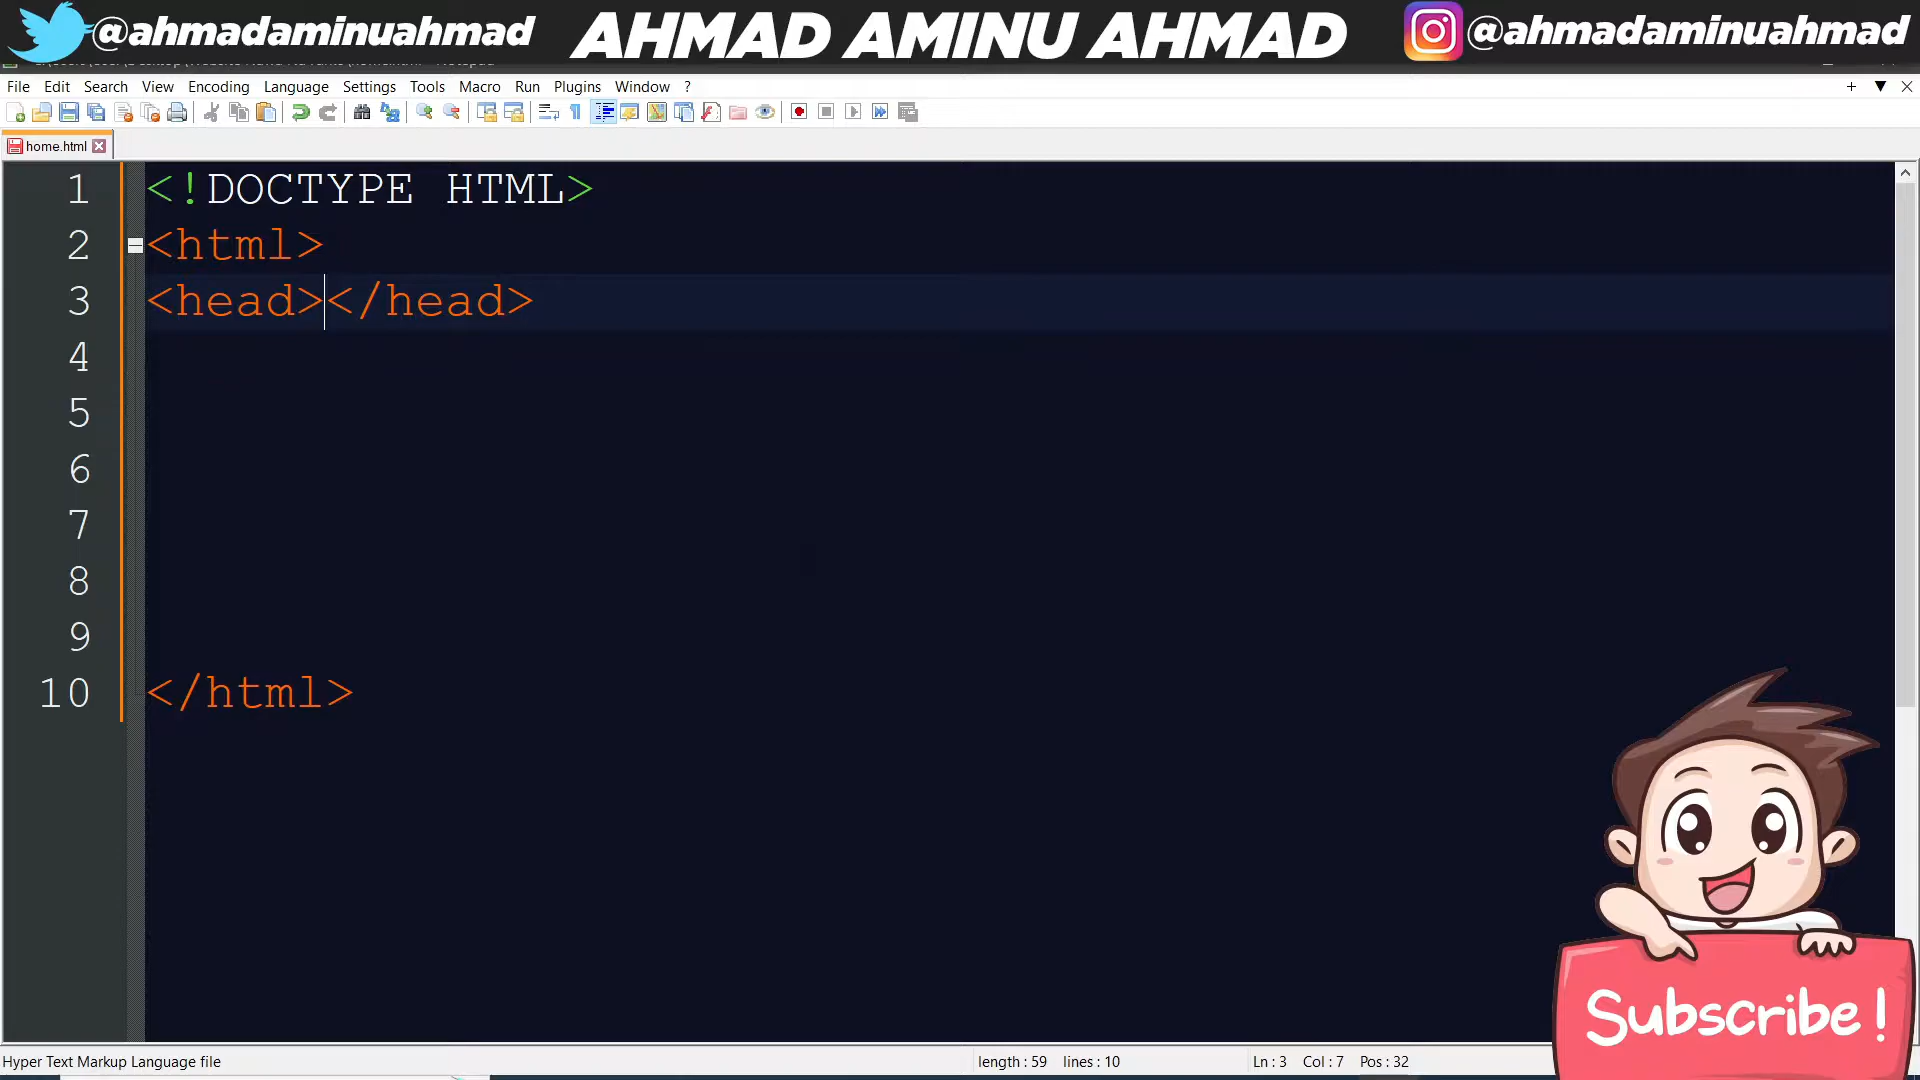 @ahmadaminuahmad AHMAD AMINU AHMAD @ahmadaminuahmad
File Edit Search View Encoding Language Settings Tools Macro Run Plugins Window ? + ▼ ✕
home.html
1 <!DOCTYPE HTML>
2 <html>
3 <head></head>
4
5
6
7
8
9
10 </html>
Subscribe!
Hyper Text Markup Language file length : 59 lines : 10 Ln : 3 Col : 7 Pos : 32